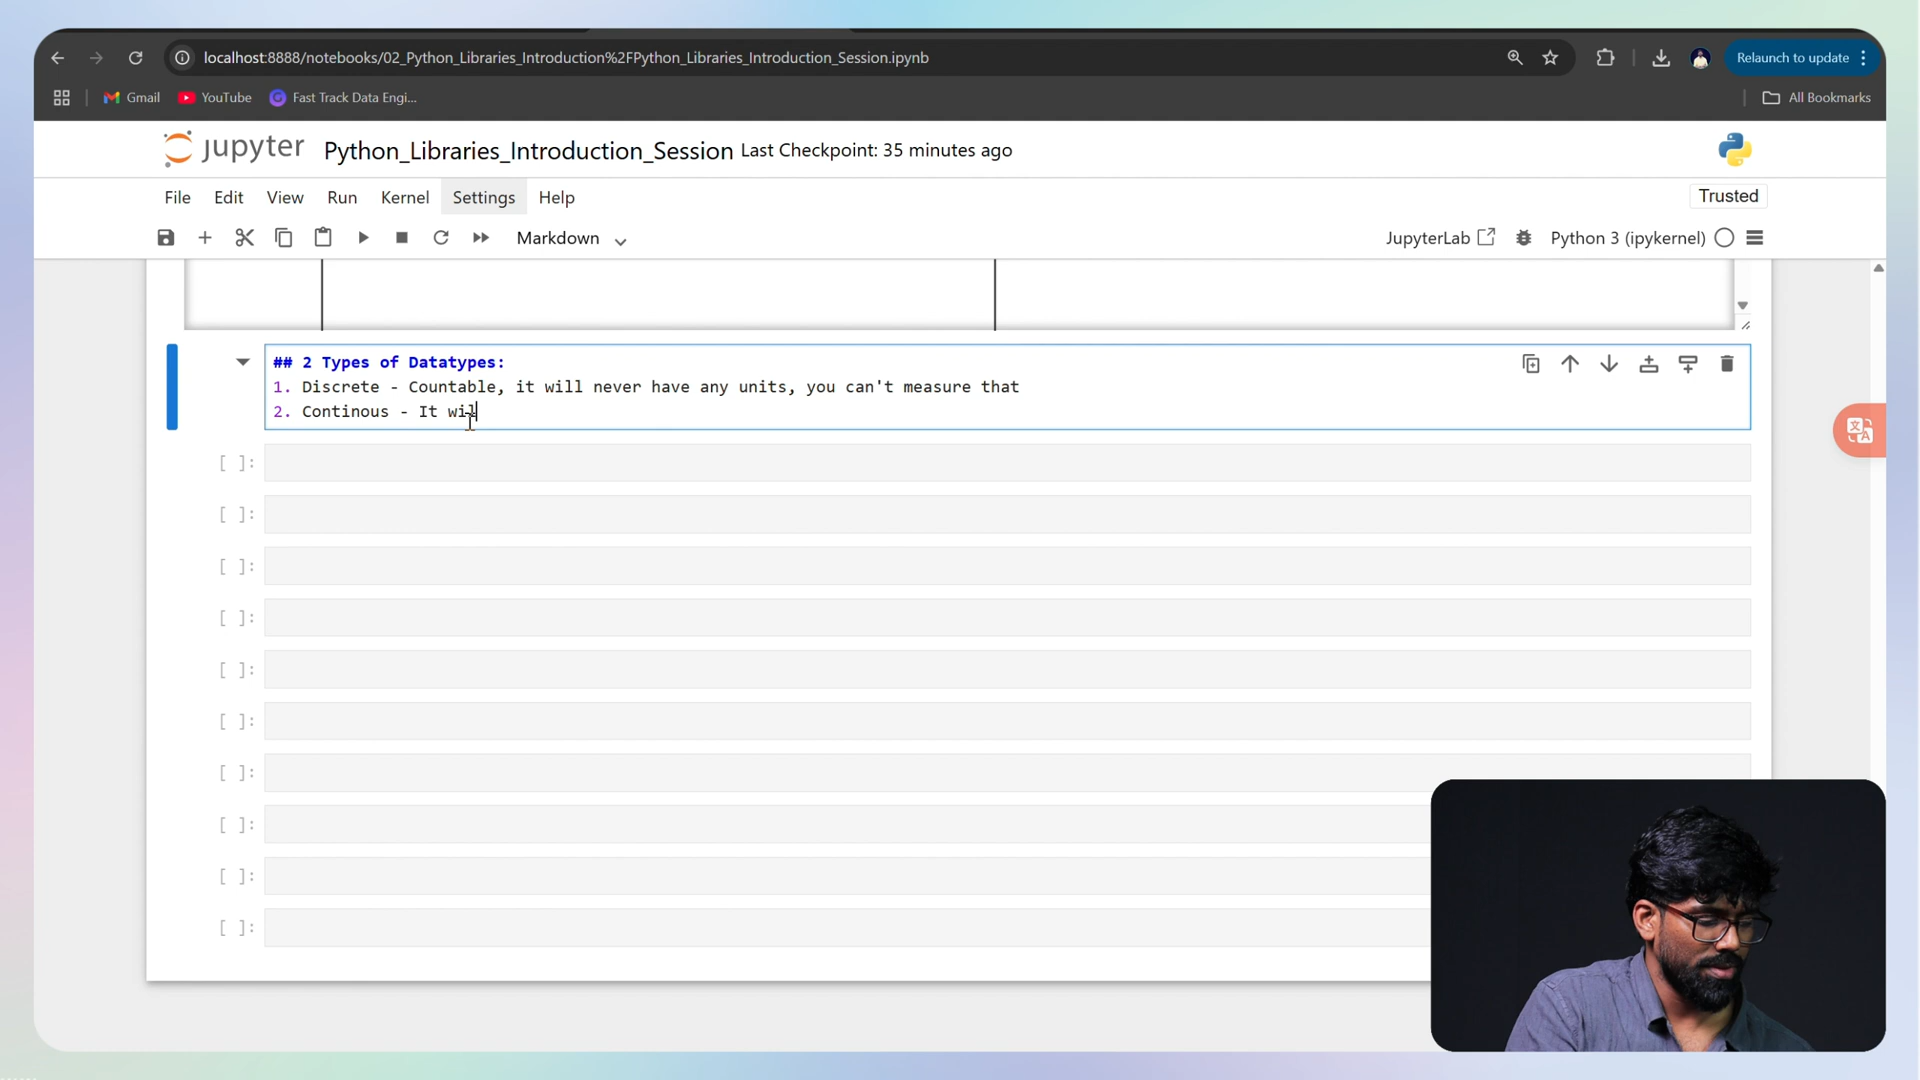 localhost:8888/notebooks/02_Python_Libraries_Introduction%2FPython_Libraries_Introduction_Session.ipynb
Relaunch to update
Gmail
YouTube
Fast Track Data Engi...
All Bookmarks
jupyter
Python_Libraries_Introduction_Session Last Checkpoint: 35 minutes ago
File Edit View Run Kernel Settings Help
Trusted
Markdown
JupyterLab
Python 3 (ipykernel)
## 2 Types of Datatypes:
1. Discrete - Countable, it will never have any units, you can't measure that
2. Continous - It wil
[ ]:
[ ]:
[ ]:
[ ]:
[ ]:
[ ]:
[ ]:
[ ]:
[ ]:
[ ]: